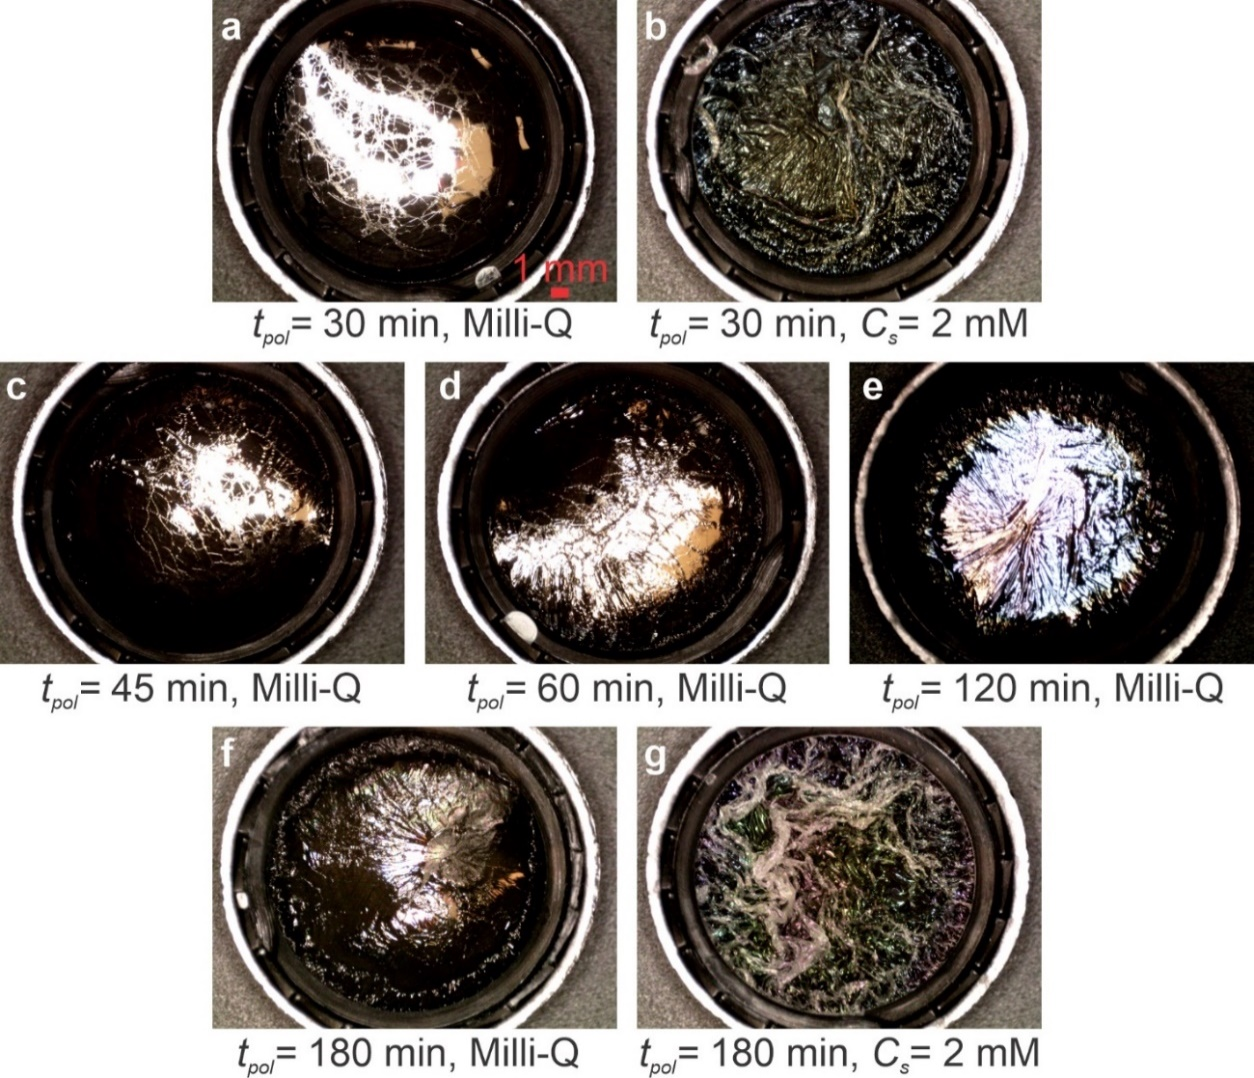 a
b
1 mm
tpol= 30 min, Milli-Q
tpol= 30 min, Cs= 2 mM
c
d
e
tpol= 45 min, Milli-Q
tpol= 60 min, Milli-Q
tpol= 120 min, Milli-Q
f
g
tpol= 180 min, Milli-Q
tpol= 180 min, Cs= 2 mM